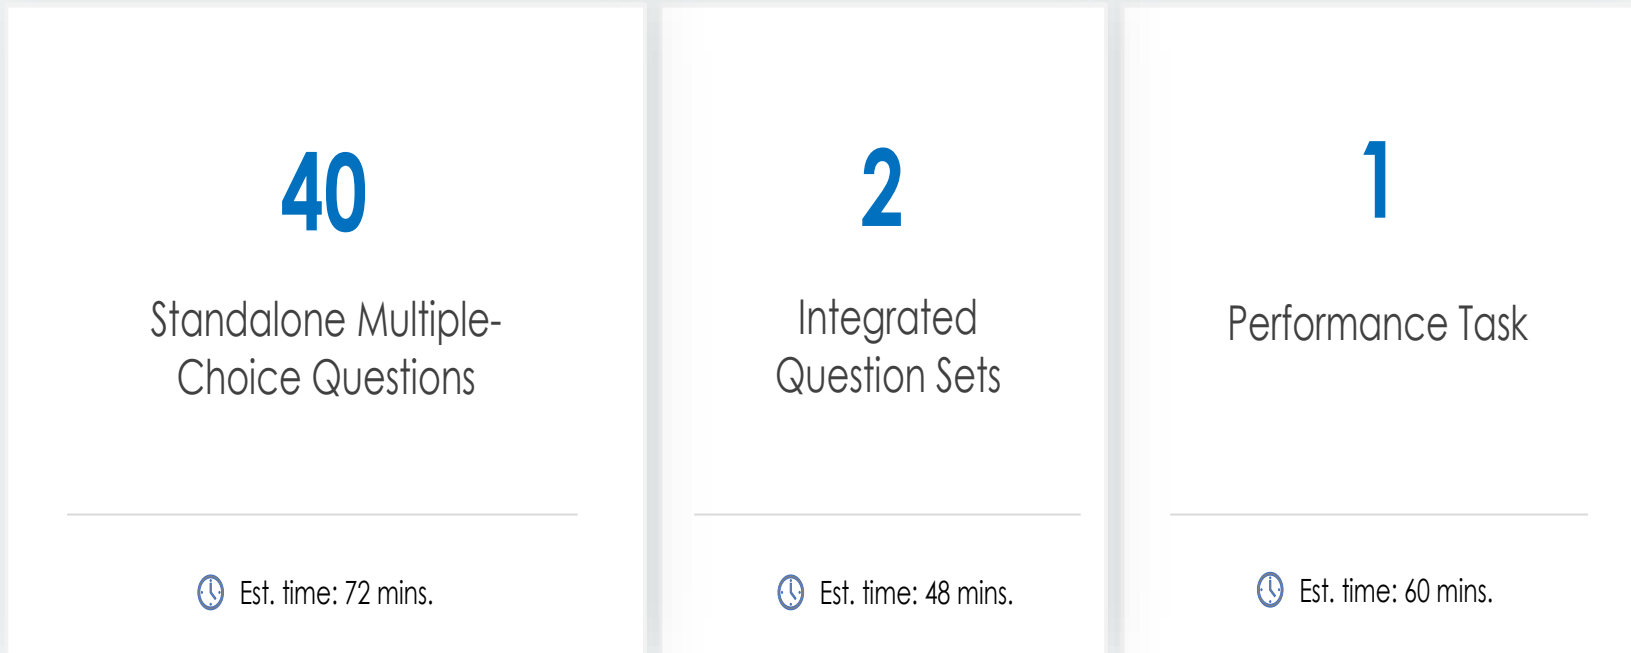 40
Standalone Multiple-
Choice Questions
Est. time: 72 mins.
2
Integrated
Question Sets
Est. time: 48 mins.
1
Performance Task
Est. time: 60 mins.